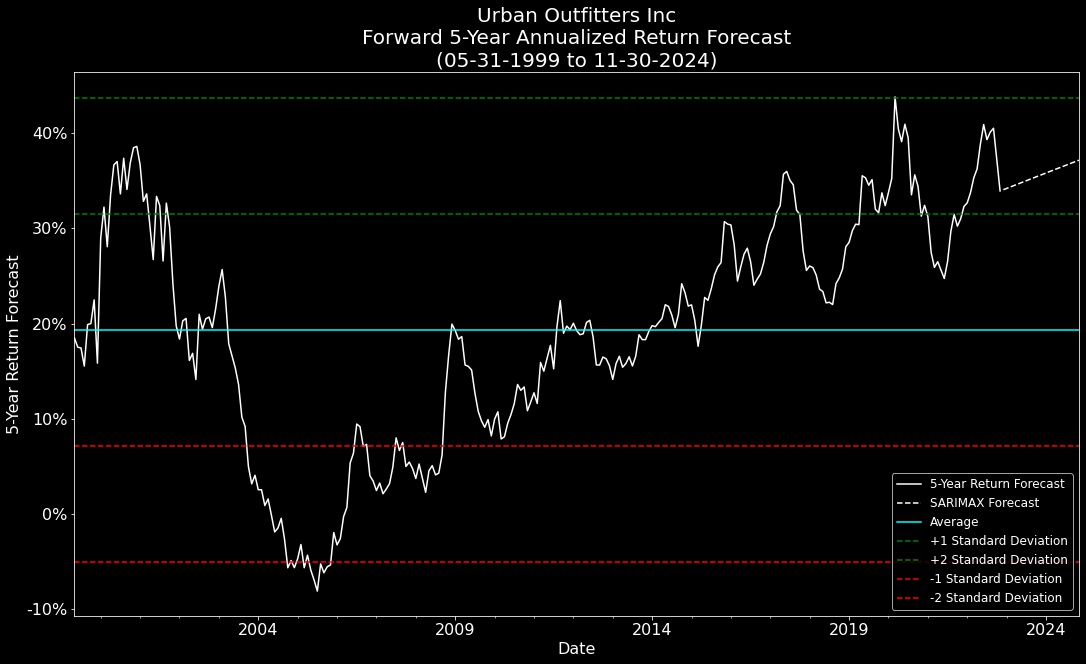 Urban Outfitters Inc
Forward 5-Year Annualized Return Forecast
(05-31-1999 to 11-30-2024)
5-Year Return Forecast
40%
30%
20%
10%
0%
-10%
5-Year Return Forecast
SARIMAX Forecast
Average
+1 Standard Deviation
+2 Standard Deviation
-1 Standard Deviation
-2 Standard Deviation
2004 2009 2014 2019 2024
Date